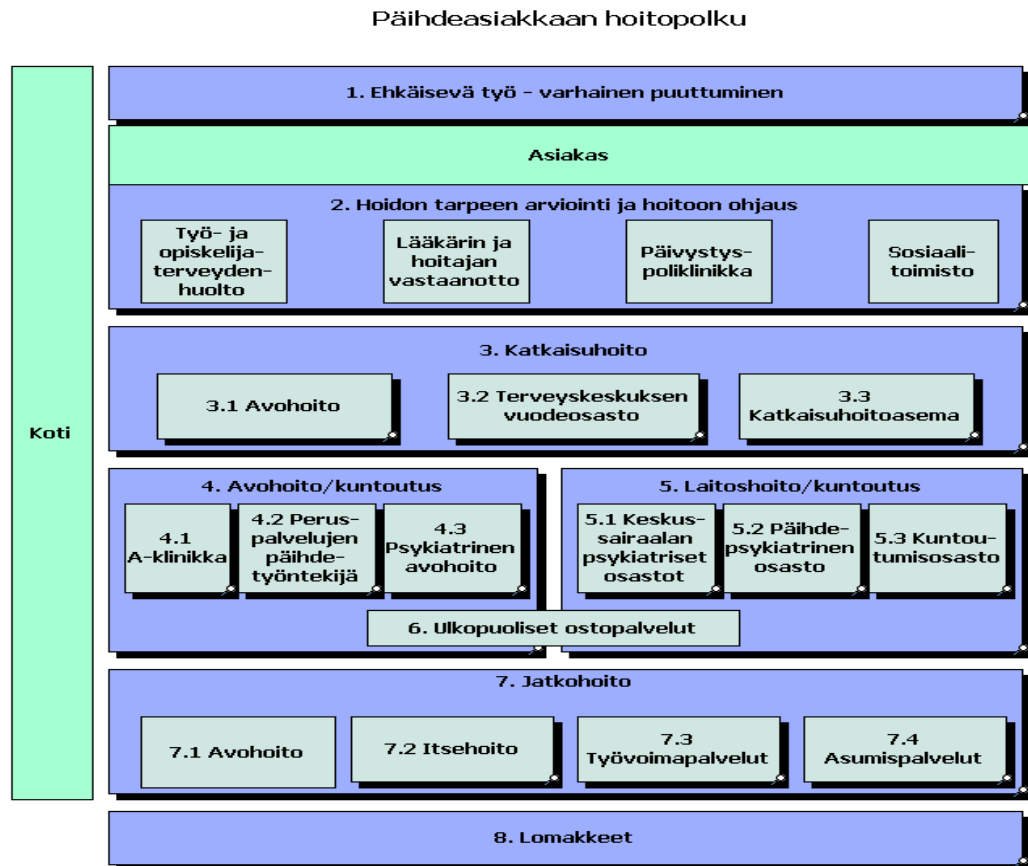 Päihdeasiakkaan hoitopolku
Koti
1. Ehkäisevä työ - varhainen puuttuminen
Asiakas
2. Hoidon tarpeen arviointi ja hoitoon ohjaus
Työ- ja
opiskelija-
terveyden-
huolto
Lääkärin ja
hoitajan
vastaanotto
Päivystys-
poliklinikka
Sosiaali-
toimisto
3. Katkaisuhoito
3.1 Avohoito
3.2 Terveyskeskuksen
vuodeosasto
3.3
Katkaisuhoitoasema
4. Avohoito/kuntoutus
4.1
A-klinikka
4.2 Perus-
palvelujen
päihde-
työntekijä
4.3
Psykiatrinen
avohoito
5. Laitoshoito/kuntoutus
5.1 Keskus-
sairaalan
psykiatriset
osastot
5.2 Päihde-
psykiatrinen
osasto
5.3 Kuntou-
tumisosasto
6. Ulkopuoliset ostopalvelut
7. Jatkohoito
7.1 Avohoito
7.2 Itsehoito
7.3
Työvoimapalvelut
7.4
Asumispalvelut
8. Lomakkeet